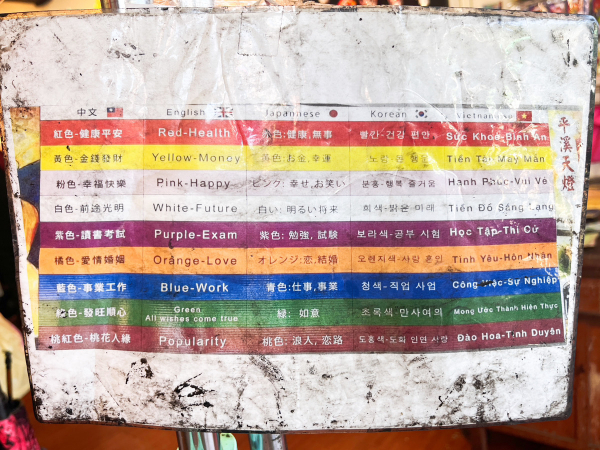 中文 English Japanese Korean Vietnamese
紅色-健康平安 Red-Health 色:健康,無事 빨간-건강 편안 Sức Khoẻ-Bình An
黃色-金錢發財 Yellow-Money 黃色:お金,幸運 노랑 Tiền Tài-May Mắn
粉色-幸福快樂 Pink-Happy ピンク: 幸せ,お笑い 분홍-행복 즐거움 Hạnh Phúc-Vui Vẻ
白色-前途光明 White-Future 白い: 明るい将来 희색-밝은 미래 Tiền Đồ Sáng Lạng
紫色-讀書考試 Purple-Exam 紫色: 勉強, 試験 보라색-공부 시험 Học Tập-Thi Cử
橘色-愛情婚姻 Orange-Love オレンジ:恋,結婚 오렌지색-사랑 혼인 Tình Yêu-Hôn Nhân
藍色-事業工作 Blue-Work 青色:仕事,事業 청색-직업 사업 Công Việc-Sự Nghiệp
綠色-發旺順心 Green All wishes come true 緑: 如意 초록색-만사여의 Mong Ước Thành Hiện Thực
桃紅色-桃花人緣 Popularity 桃色: 浪人, 恋路 도홍색-도화 인연 사랑 Đào Hoa-Tình Duyên
平溪天燈